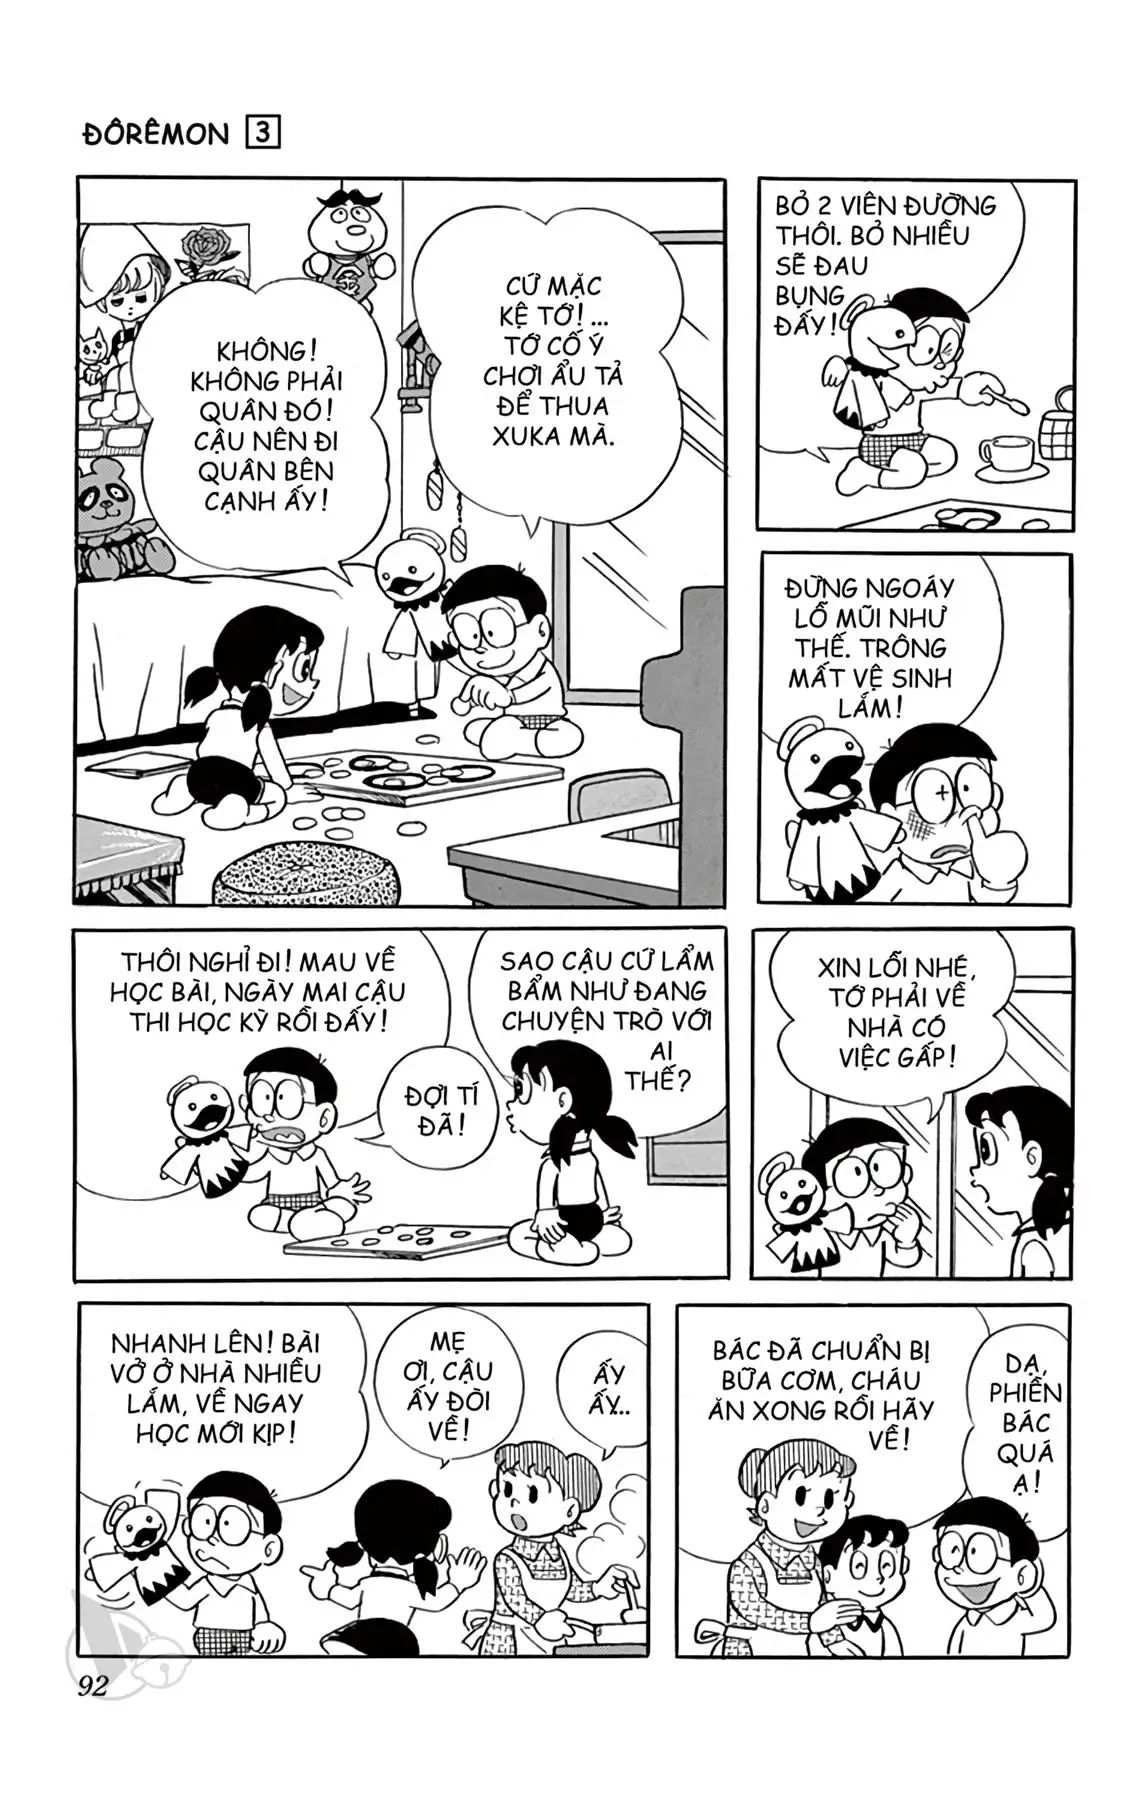 ĐÔRÊMON 3
KHÔNG!
KHÔNG PHẢI
QUÂN ĐÓ!
CẬU NÊN ĐI
QUÂN BÊN
CẠNH ẤY!
CỨ MẶC
KỆ TỚ! ...
TỚ CỐ Ý
CHƠI ẨU TẢ
ĐỂ THUA
XUKA MÀ.
BỎ 2 VIÊN ĐƯỜNG
THÔI. BỎ NHIỀU
SẼ ĐAU
BỤNG
ĐẤY!
ĐỪNG NGOÁY
LỖ MŨI NHƯ
THẾ. TRÔNG
MẤT VỆ SINH
LẮM!
THÔI NGHỈ ĐI! MAU VỀ
HỌC BÀI, NGÀY MAI CẬU
THI HỌC KỲ RỒI ĐẤY!
ĐỢI TÍ
ĐÃ!
SAO CẬU CỨ LẨM
BẨM NHƯ ĐANG
CHUYỆN TRÒ VỚI
AI
THẾ?
XIN LỖI NHÉ,
TỚ PHẢI VỀ
NHÀ CÓ
VIỆC GẤP!
NHANH LÊN! BÀI
VỞ Ở NHÀ NHIỀU
LẮM, VỀ NGAY
HỌC MỚI KỊP!
MẸ
ƠI, CẬU
ẤY ĐÒI
VỀ!
ẤY
ẤY...
BÁC ĐÃ CHUẨN BỊ
BỮA CƠM, CHÁU
ĂN XONG RỒI HÃY
VỀ!
DẠ,
PHIỀN
BÁC
QUÁ
Ạ!
92